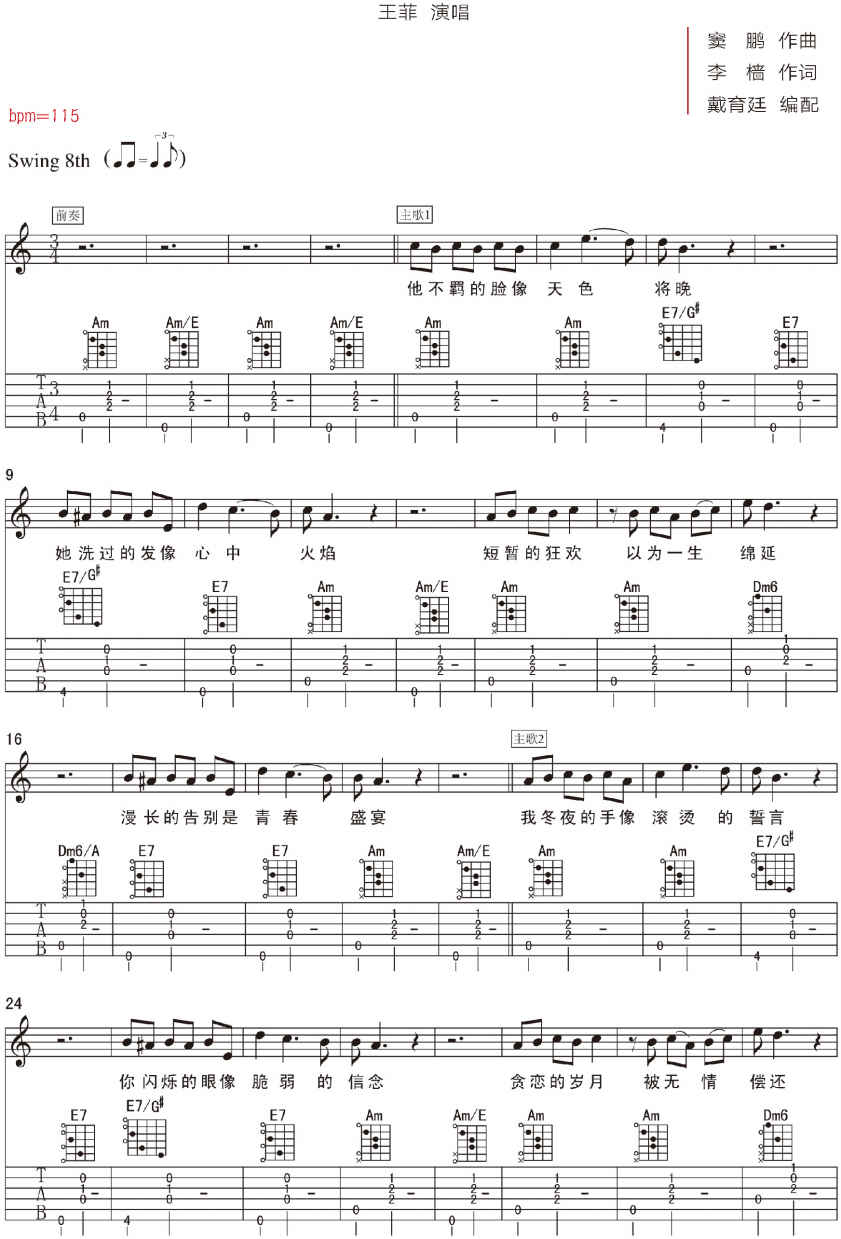 王菲 演唱
窦 鹏 作曲
李 樯 作词
戴育廷 编配
bpm=115
Swing 8th ( = 3 )
前奏 主歌1
3 4
他不羁的脸像 天 色 将晚
Am Am/E Am Am/E Am Am E7/G# E7
T A B 3 4
9
她洗过的发像 心中 火焰 短暂的狂欢 以为一生 绵延
E7/G# E7 Am Am/E Am Am Dm6
T A B
16 主歌2
漫长的告别是 青春 盛宴 我冬夜的手像 滚烫的 誓言
Dm6/A E7 E7 Am Am/E Am Am E7/G#
T A B
24
你闪烁的眼像 脆弱的 信念 贪恋的岁月 被无情 偿还
E7 E7/G# E7 Am Am/E Am Am Dm6
T A B